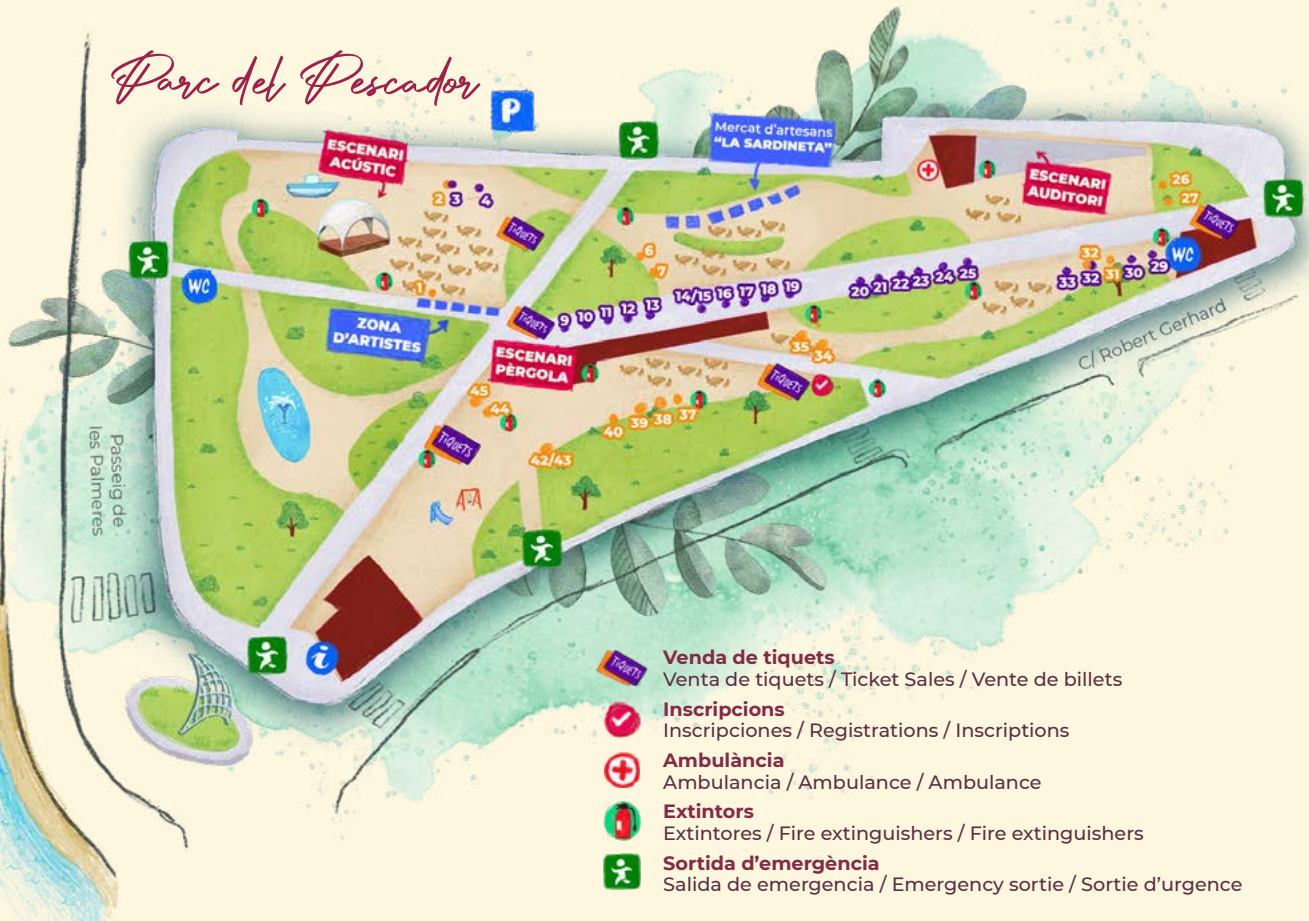 Parc del Pescador
P
Mercat d'artesans
"LA SARDINETA"
ESCENARI
ACÚSTIC
ESCENARI
AUDITORI
2 3 4
26
27
TIQUETS
TIQUETS
6
7
WC
WC
32
33 32 31 30 29
1
20 21 22 23 24 25
ZONA
D'ARTISTES
TIQUETS
9 10 11 12 13 14/15 16 17 18 19
ESCENARI
PÈRGOLA
35 34
C/ Robert Gerhard
TIQUETS
45
44
40 39 38 37
TIQUETS
42/43
Passeig de
les Palmeres
i
TIQUETS
Venda de tiquets
Venta de tiquets / Ticket Sales / Vente de billets
Inscripcions
Inscripciones / Registrations / Inscriptions
Ambulància
Ambulancia / Ambulance / Ambulance
Extintors
Extintores / Fire extinguishers / Fire extinguishers
Sortida d'emergència
Salida de emergencia / Emergency sortie / Sortie d'urgence